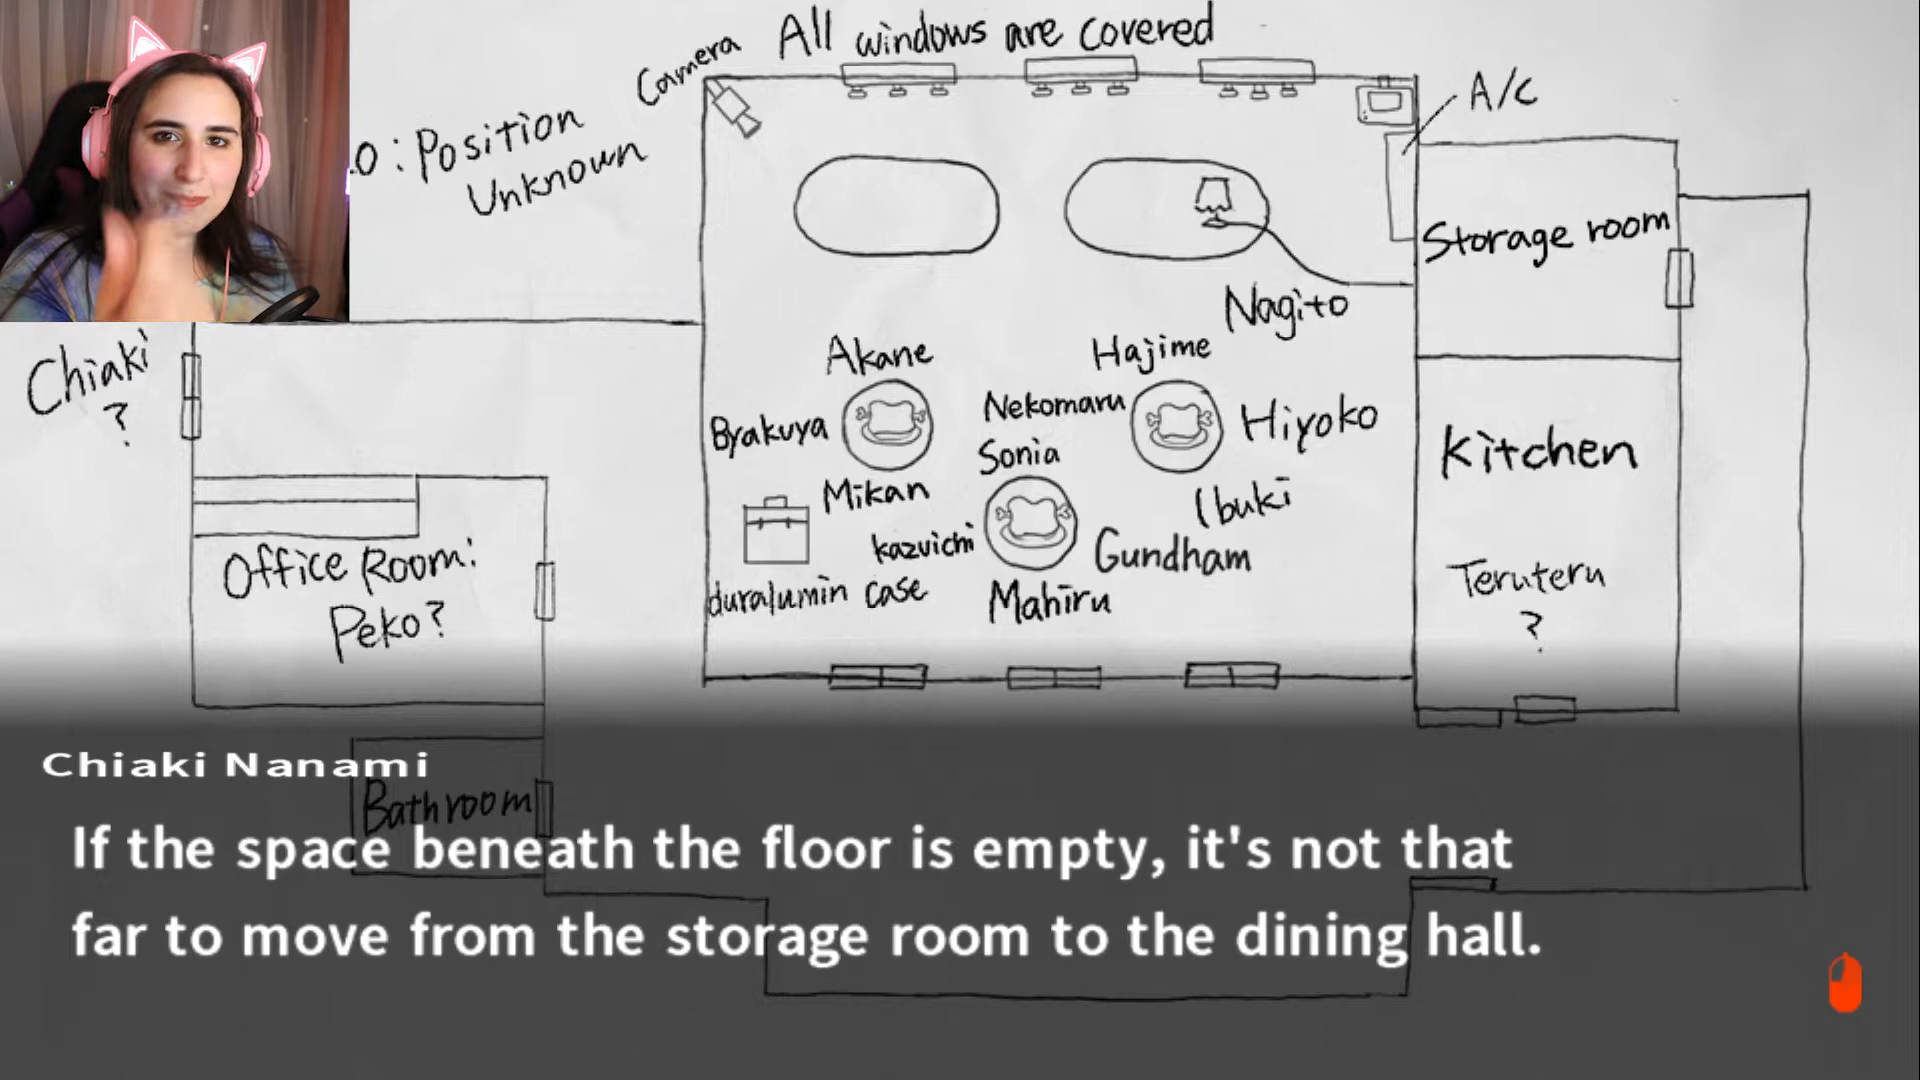 All windows are covered
Camera
A/C
.O: Position
Unknown
Storage room
Nagito
Chiaki
?
Akane
Hajime
Nekomaru
Byakuya
Hiyoko
Sonia
Kitchen
Mikan
Ibuki
kazuichi
Gundham
Office Room:
Peko?
duralumin case
Mahiru
Teruteru
?
Chiaki Nanami
Bathroom
If the space beneath the floor is empty, it's not that
far to move from the storage room to the dining hall.